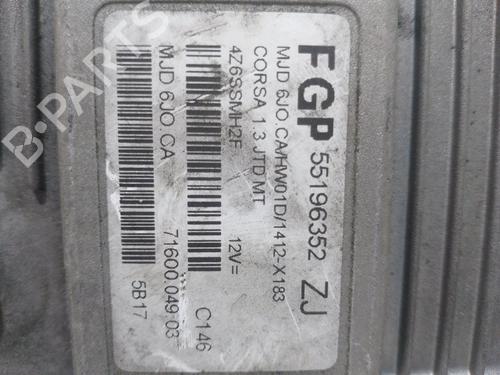 FGP 55196352 ZJ
MJD 6JO.CA/HW01D/1412-X183
CORSA 1.3 JTD MT
4Z6SSMH2F 12V=
C146
MJD 6JO.CA 71600.049.03
5B17
B-PARTS